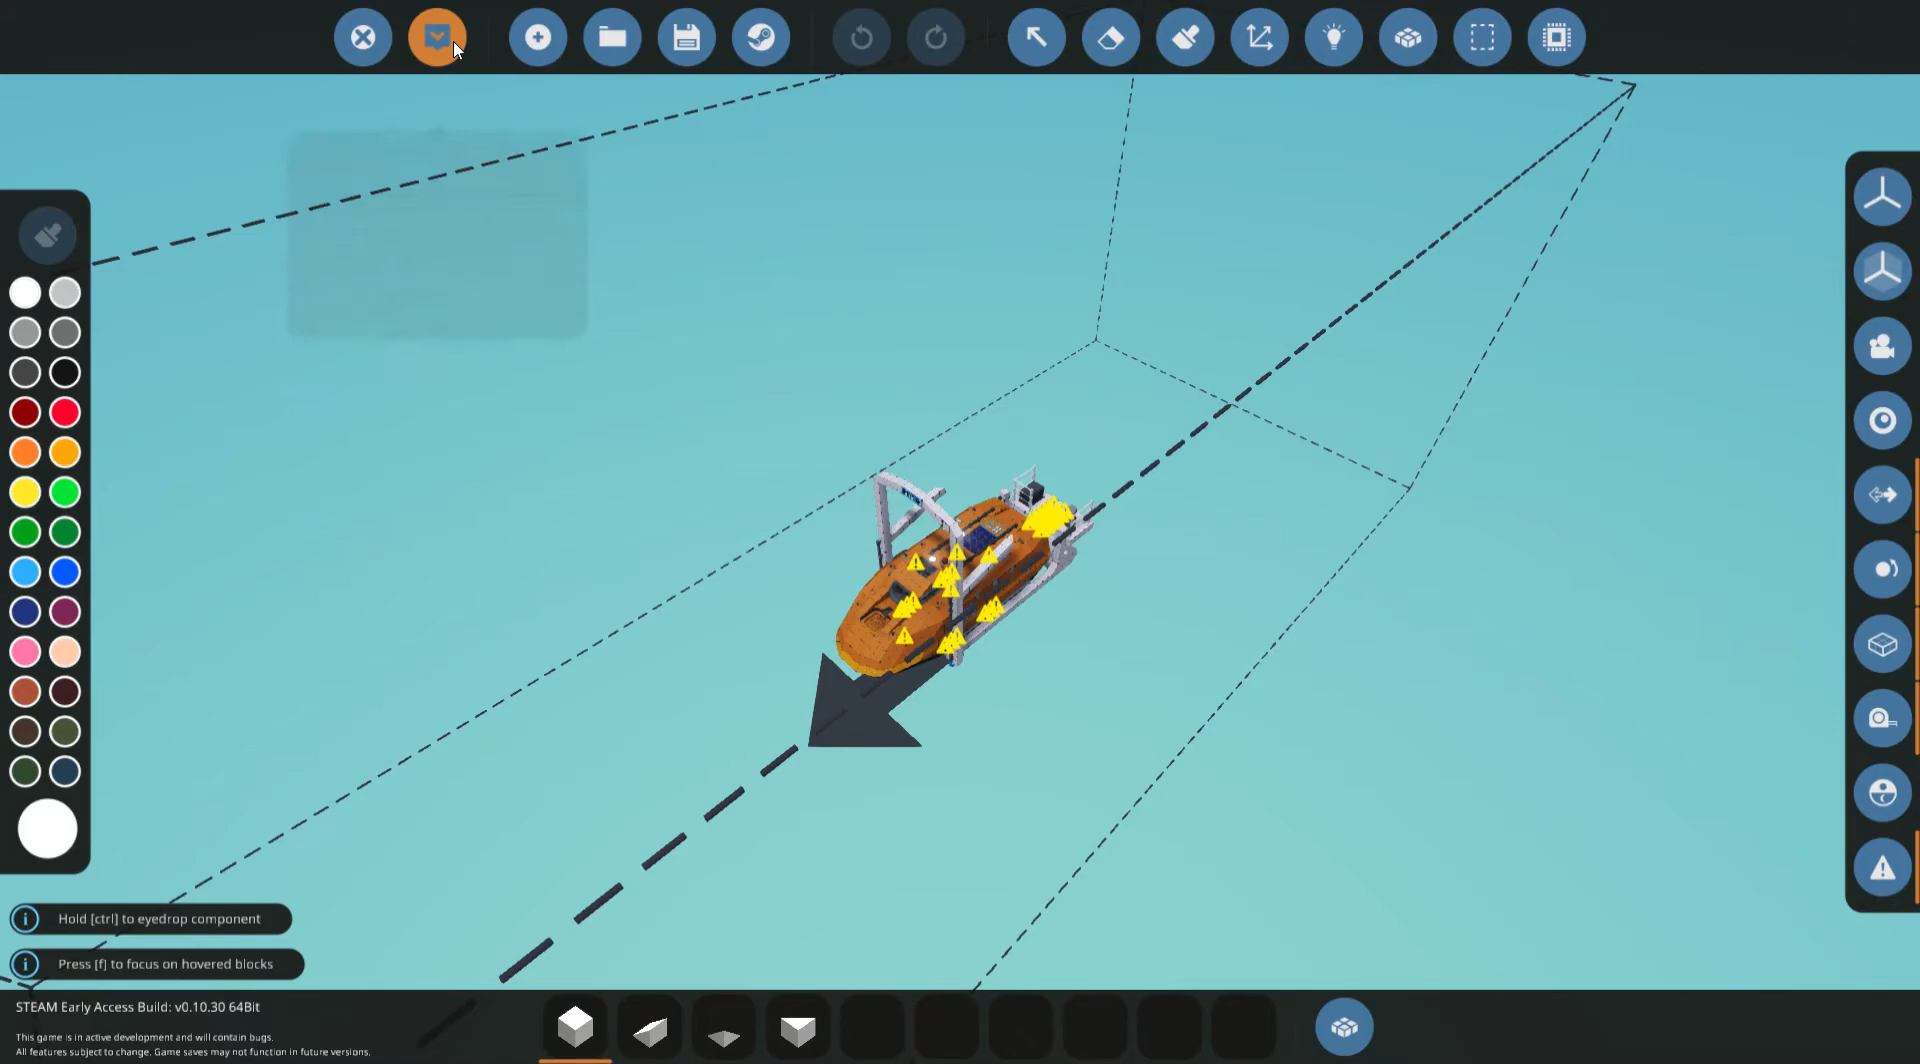 Hold [ctrl] to eyedrop component
Press [f] to focus on hovered blocks
STEAM Early Access Build: v0.10.30 64Bit
This game is in active development and will contain bugs.
All features subject to change. Game saves may not function in future versions.